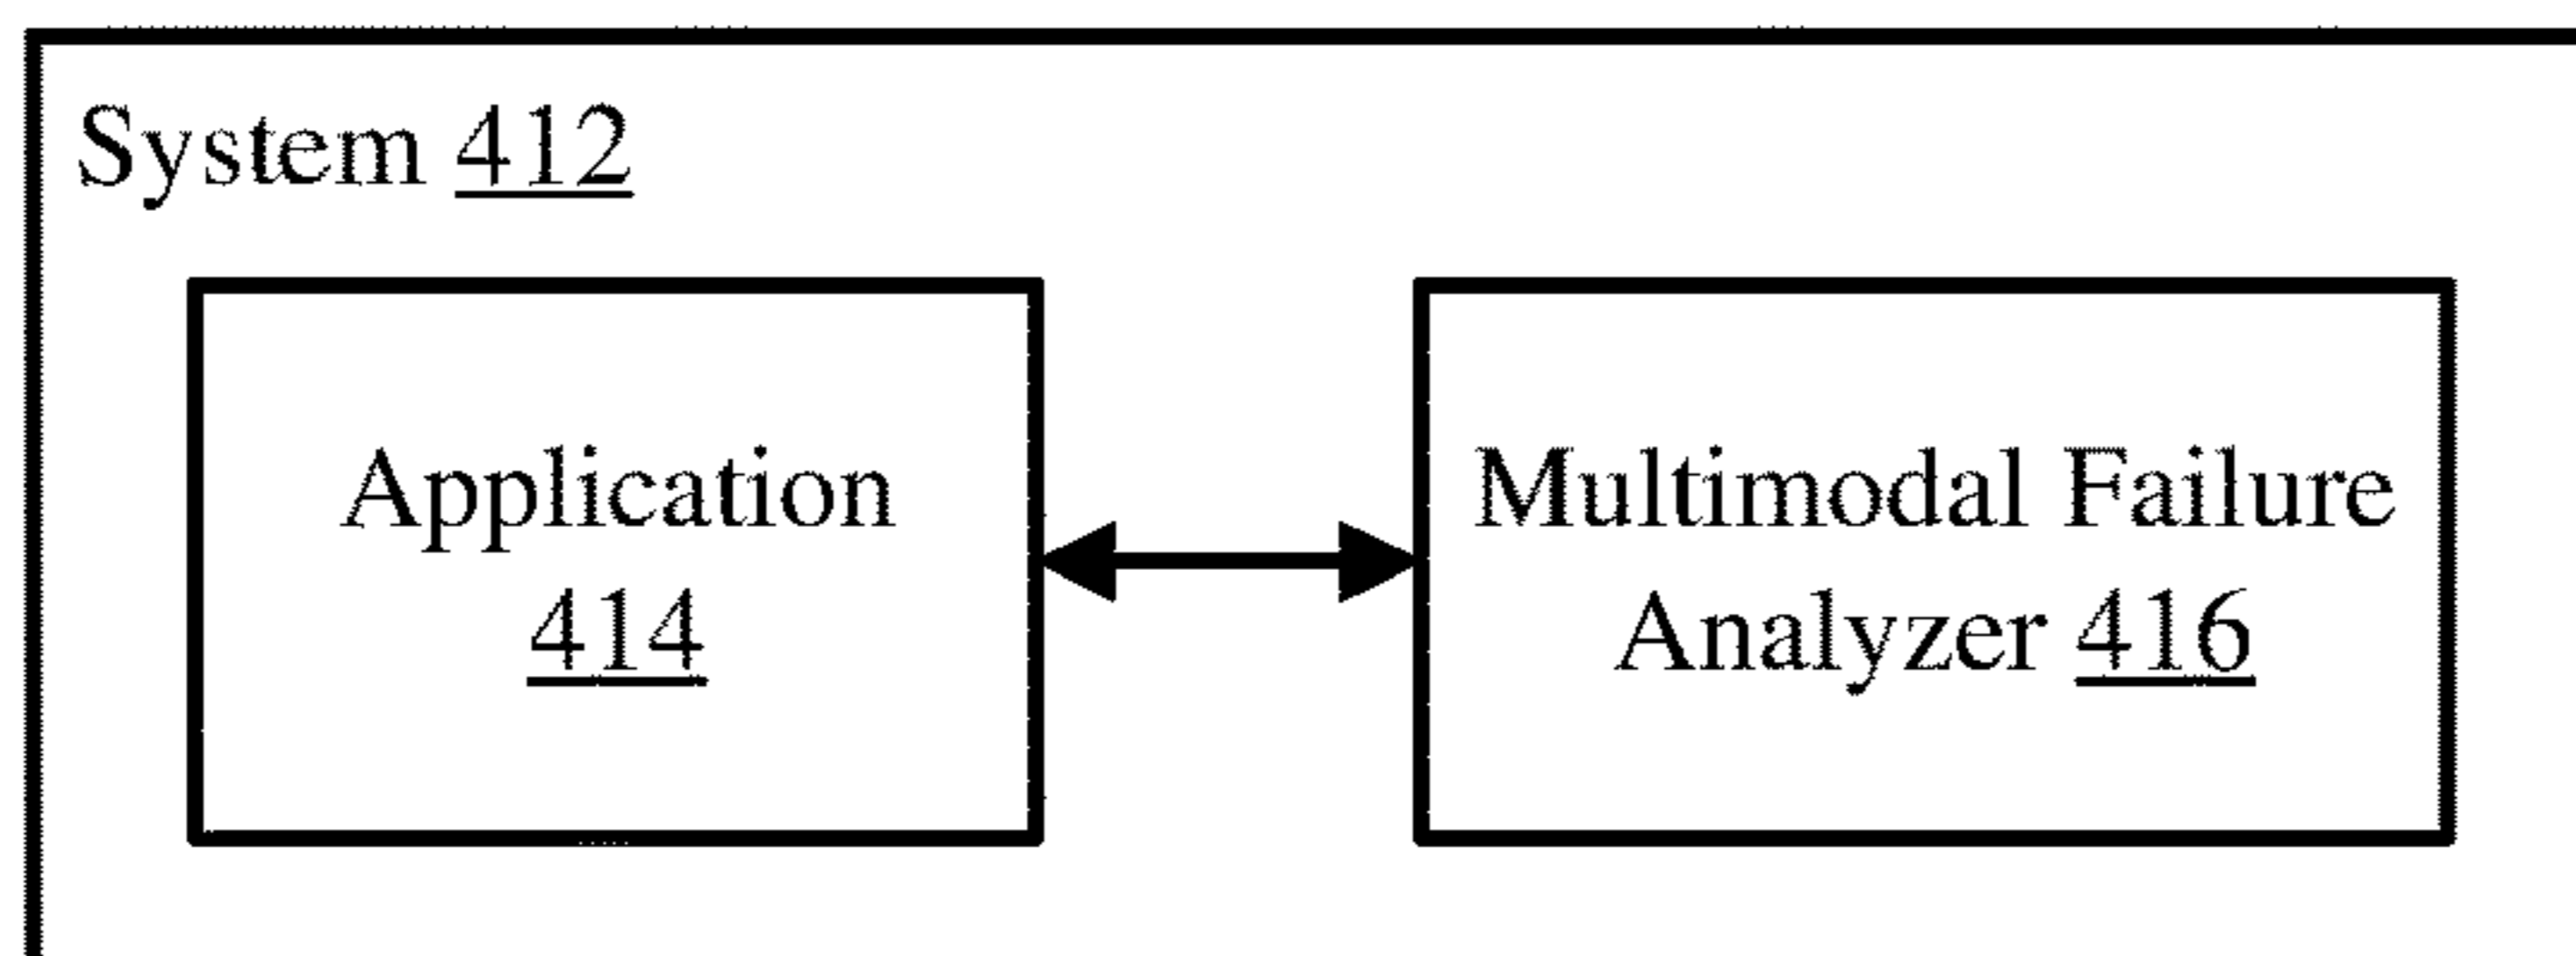 System 412
Application
414
Multimodal Failure
Analyzer 416